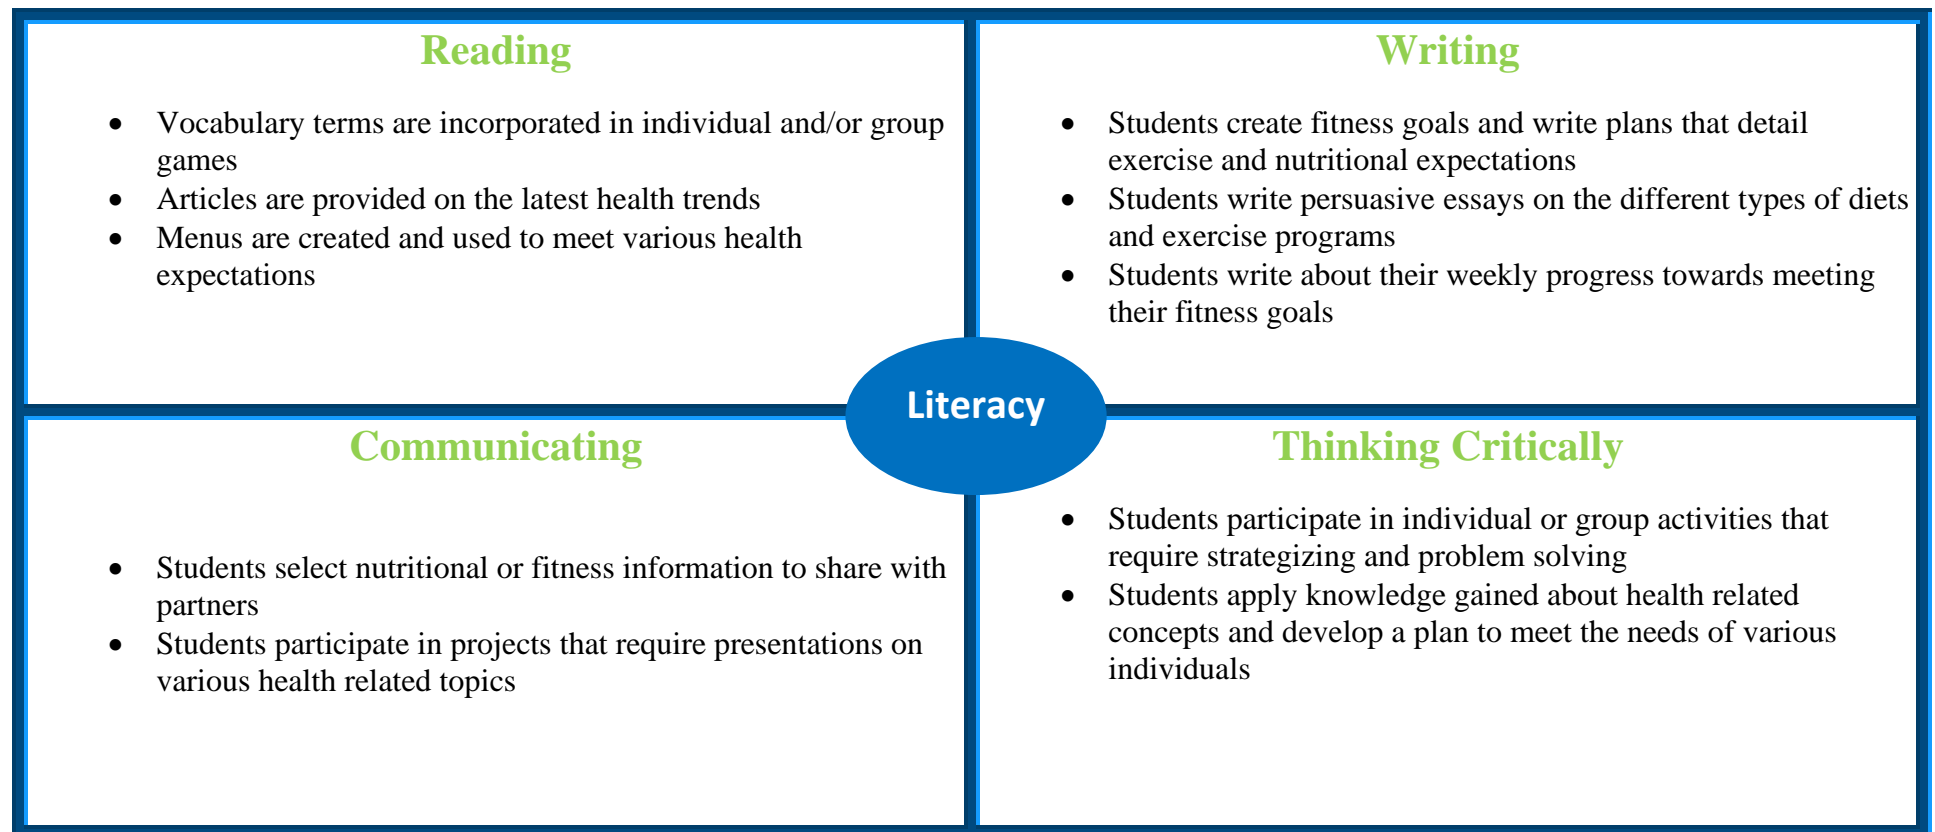 Reading
• Vocabulary terms are incorporated in individual and/or group
games
• Articles are provided on the latest health trends
• Menus are created and used to meet various health
expectations
Writing
• Students create fitness goals and write plans that detail
exercise and nutritional expectations
• Students write persuasive essays on the different types of diets
and exercise programs
• Students write about their weekly progress towards meeting
their fitness goals
Literacy
Communicating
• Students select nutritional or fitness information to share with
partners
• Students participate in projects that require presentations on
various health related topics
Thinking Critically
• Students participate in individual or group activities that
require strategizing and problem solving
• Students apply knowledge gained about health related
concepts and develop a plan to meet the needs of various
individuals